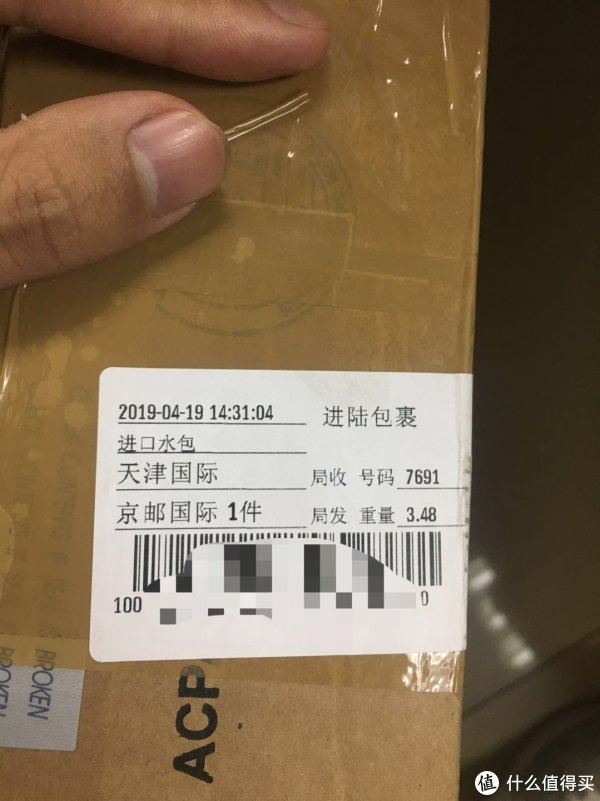 2019-04-19 14:31:04 进陆包裹
进口水包
天津国际 局收 号码 7691
京邮国际 1件 局发 重量 3.48
100 0
ACP
BROKEN
BROKEN
值 什么值得买